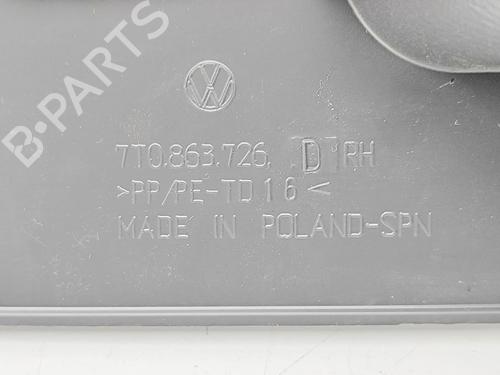 B-PARTS
7T0.863.726. D RH
>PP/PE-TD16<
MADE IN POLAND-SPN